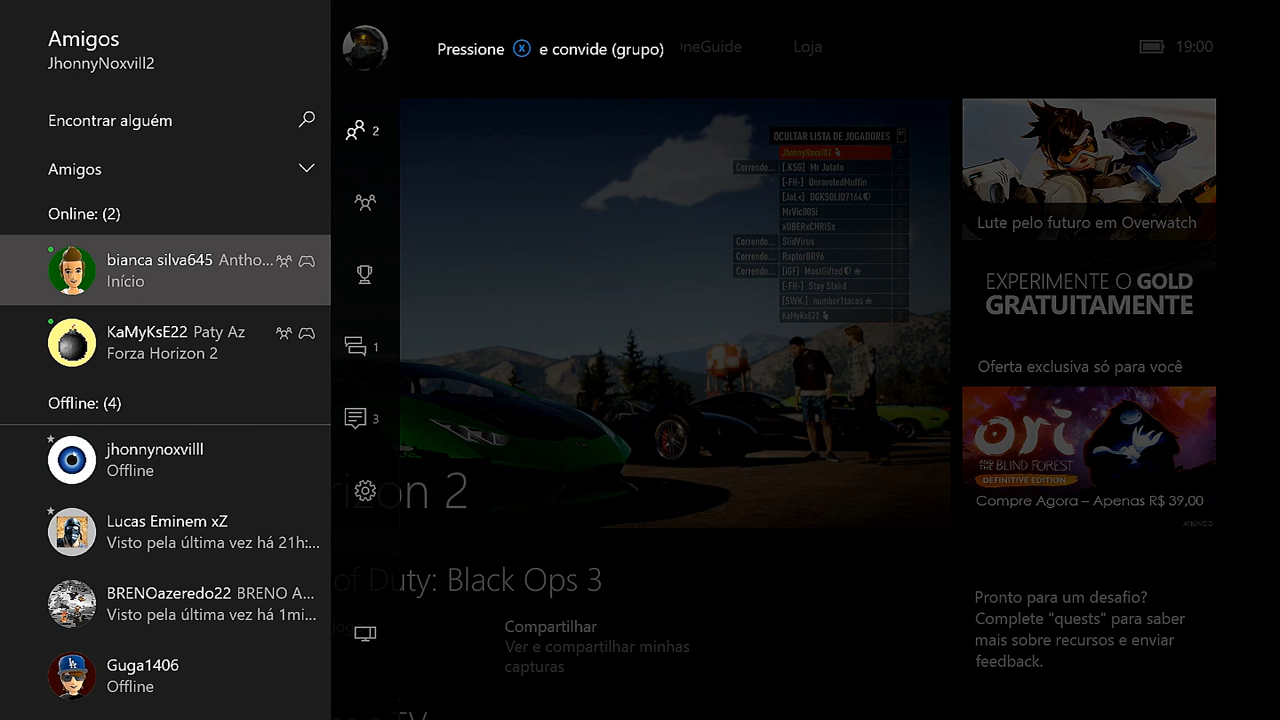 Amigos
JhonnyNoxvill2
Encontrar alguém
Amigos
Online: (2)
bianca silva645 Antho...
Início
KaMyKsE22 Paty Az
Forza Horizon 2
Offline: (4)
jhonnynoxvilll
Offline
Lucas Eminem xZ
Visto pela última vez há 21h:...
BRENOazeredo22 BRENO A...
Visto pela última vez há 1mi...
Guga1406
Offline
2
1
3
Pressione X e convide (grupo)
neGuide
Loja
19:00
OCULTAR LISTA DE JOGADORES
JhonnyNoxvill2
Correndo... [.KSG] Mr Jotato
[-FH-] UnraveledMuffin
[JaL<] DGKSOLID7164
MrVic00Si
xUBERxCHRISx
Correndo... SüdVirus
Correndo... RaptorBR96
Correndo... [iGF] MostGifted
[-FH-] Stay Stakd
[SWK.] number1tacos
KaMyKsE22
rizon 2
of Duty: Black Ops 3
jog
Compartilhar
Ver e compartilhar minhas
capturas
Lute pelo futuro em Overwatch
EXPERIMENTE O GOLD
GRATUITAMENTE
Oferta exclusiva só para você
ori
AND THE BLIND FOREST
DEFINITIVE EDITION
Compre Agora – Apenas R$ 39,00
ANÚNCIO
Pronto para um desafio?
Complete "quests" para saber
mais sobre recursos e enviar
feedback.